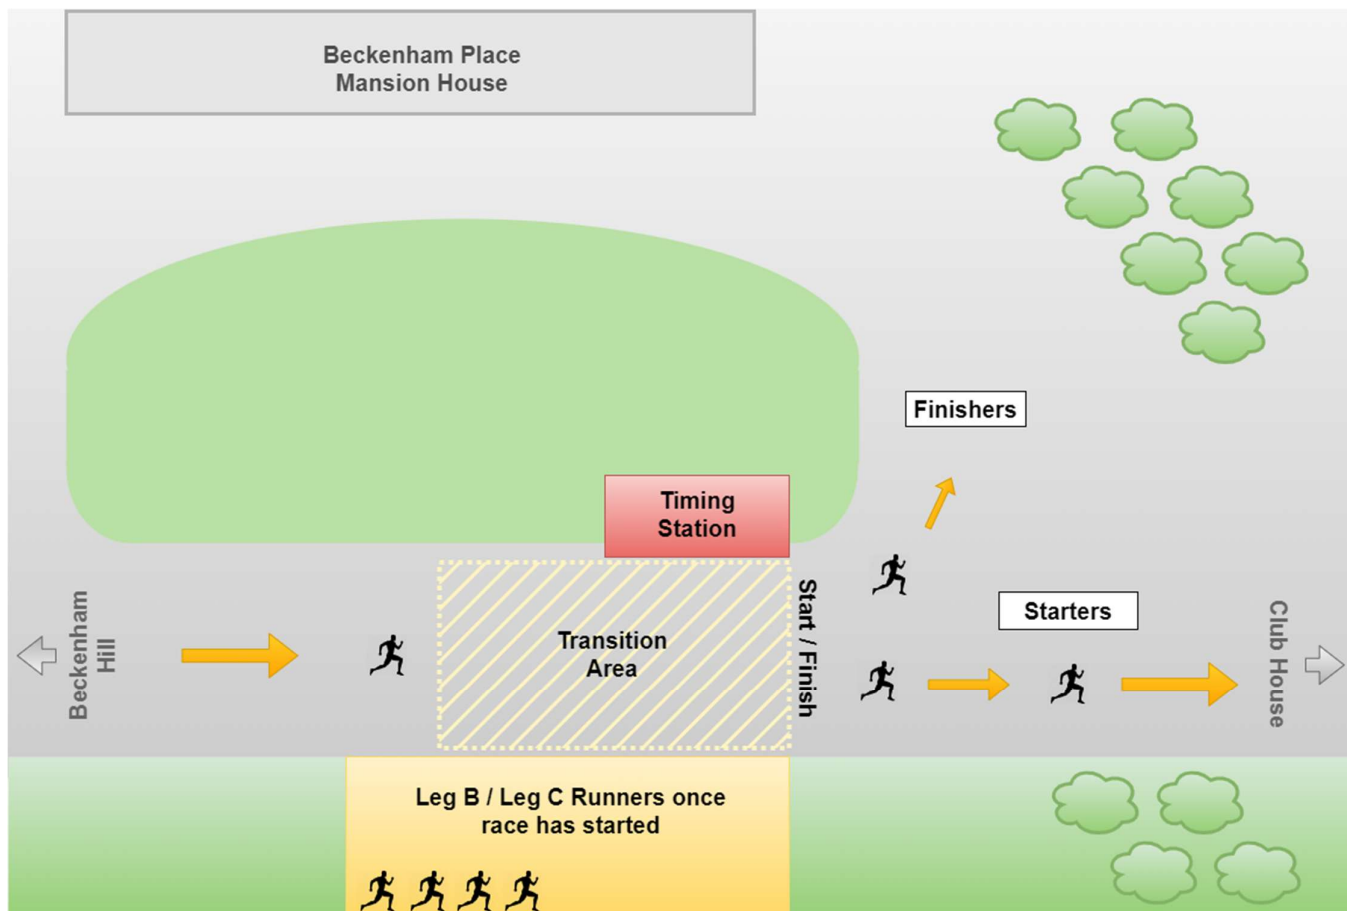 Beckenham Place
Mansion House
Finishers
Timing
Station
Start / Finish
Starters
Transition
Area
Beckenham
Hill
Club House
Leg B / Leg C Runners once
race has started